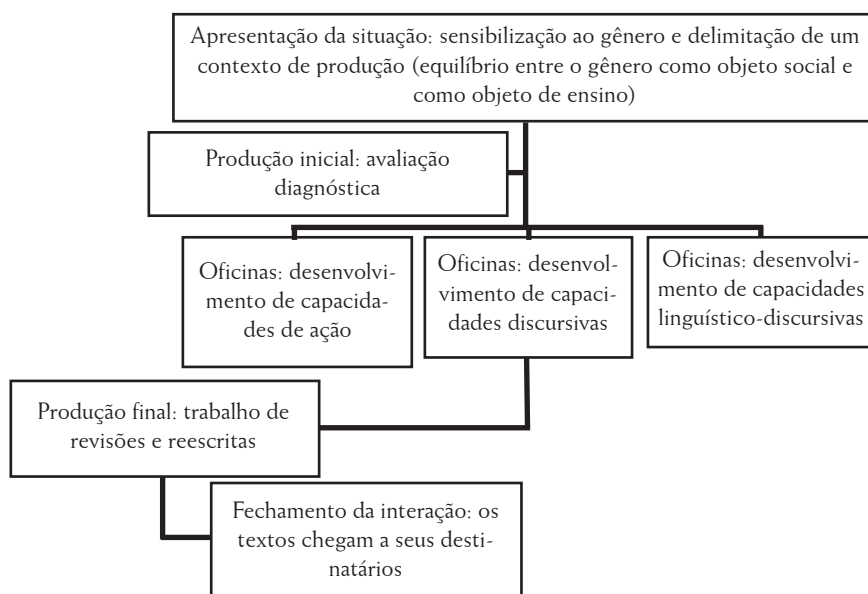 Apresentação da situação: sensibilização ao gênero e delimitação de um
contexto de produção (equilíbrio entre o gênero como objeto social e
como objeto de ensino)
Produção inicial: avaliação
diagnóstica
Oficinas: desenvolvi-
mento de capacida-
des de ação
Oficinas: desenvol-
vimento de capaci-
dades discursivas
Oficinas: desenvolvi-
mento de capacidades
linguístico-discursivas
Produção final: trabalho de
revisões e reescritas
Fechamento da interação: os
textos chegam a seus desti-
natários